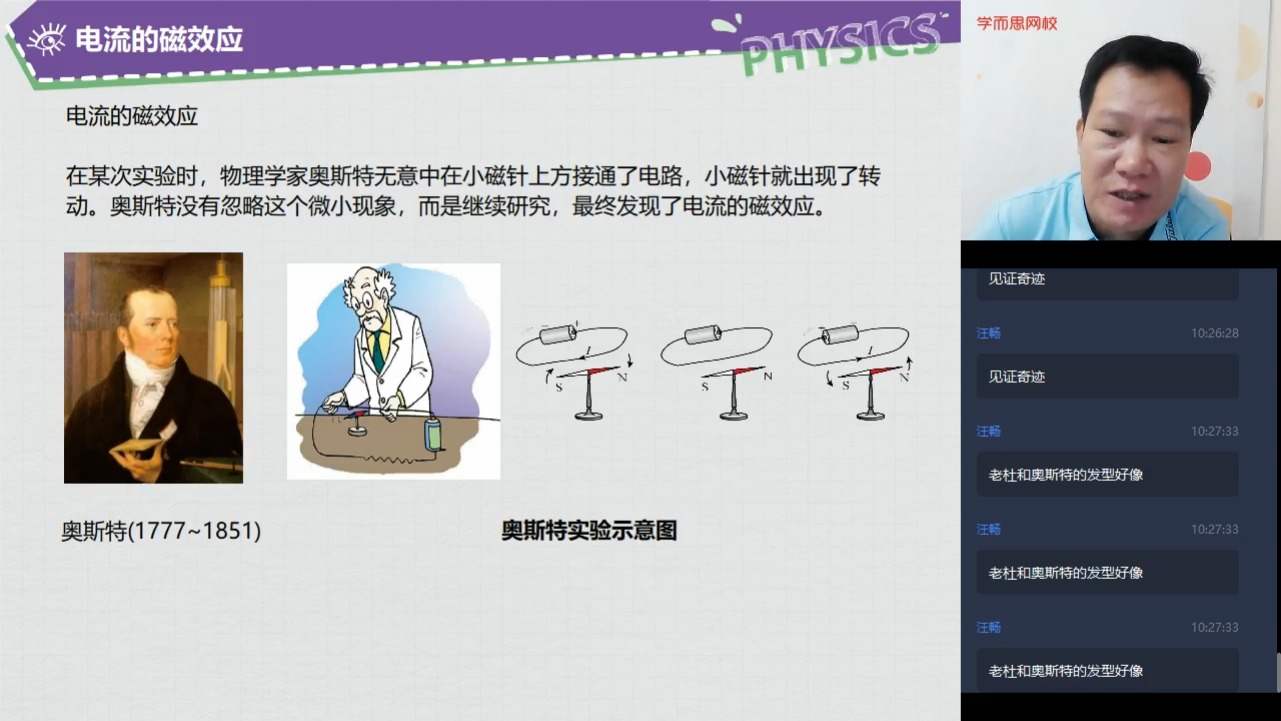 电流的磁效应
PHYSICS
电流的磁效应
在某次实验时，物理学家奥斯特无意中在小磁针上方接通了电路，小磁针就出现了转
动。奥斯特没有忽略这个微小现象，而是继续研究，最终发现了电流的磁效应。
I
S
N
S
N
I
S
N
奥斯特(1777~1851)
奥斯特实验示意图
学而思网校
见证奇迹
汪畅 10:26:28
见证奇迹
汪畅 10:27:33
老杜和奥斯特的发型好像
汪畅 10:27:33
老杜和奥斯特的发型好像
汪畅 10:27:33
老杜和奥斯特的发型好像